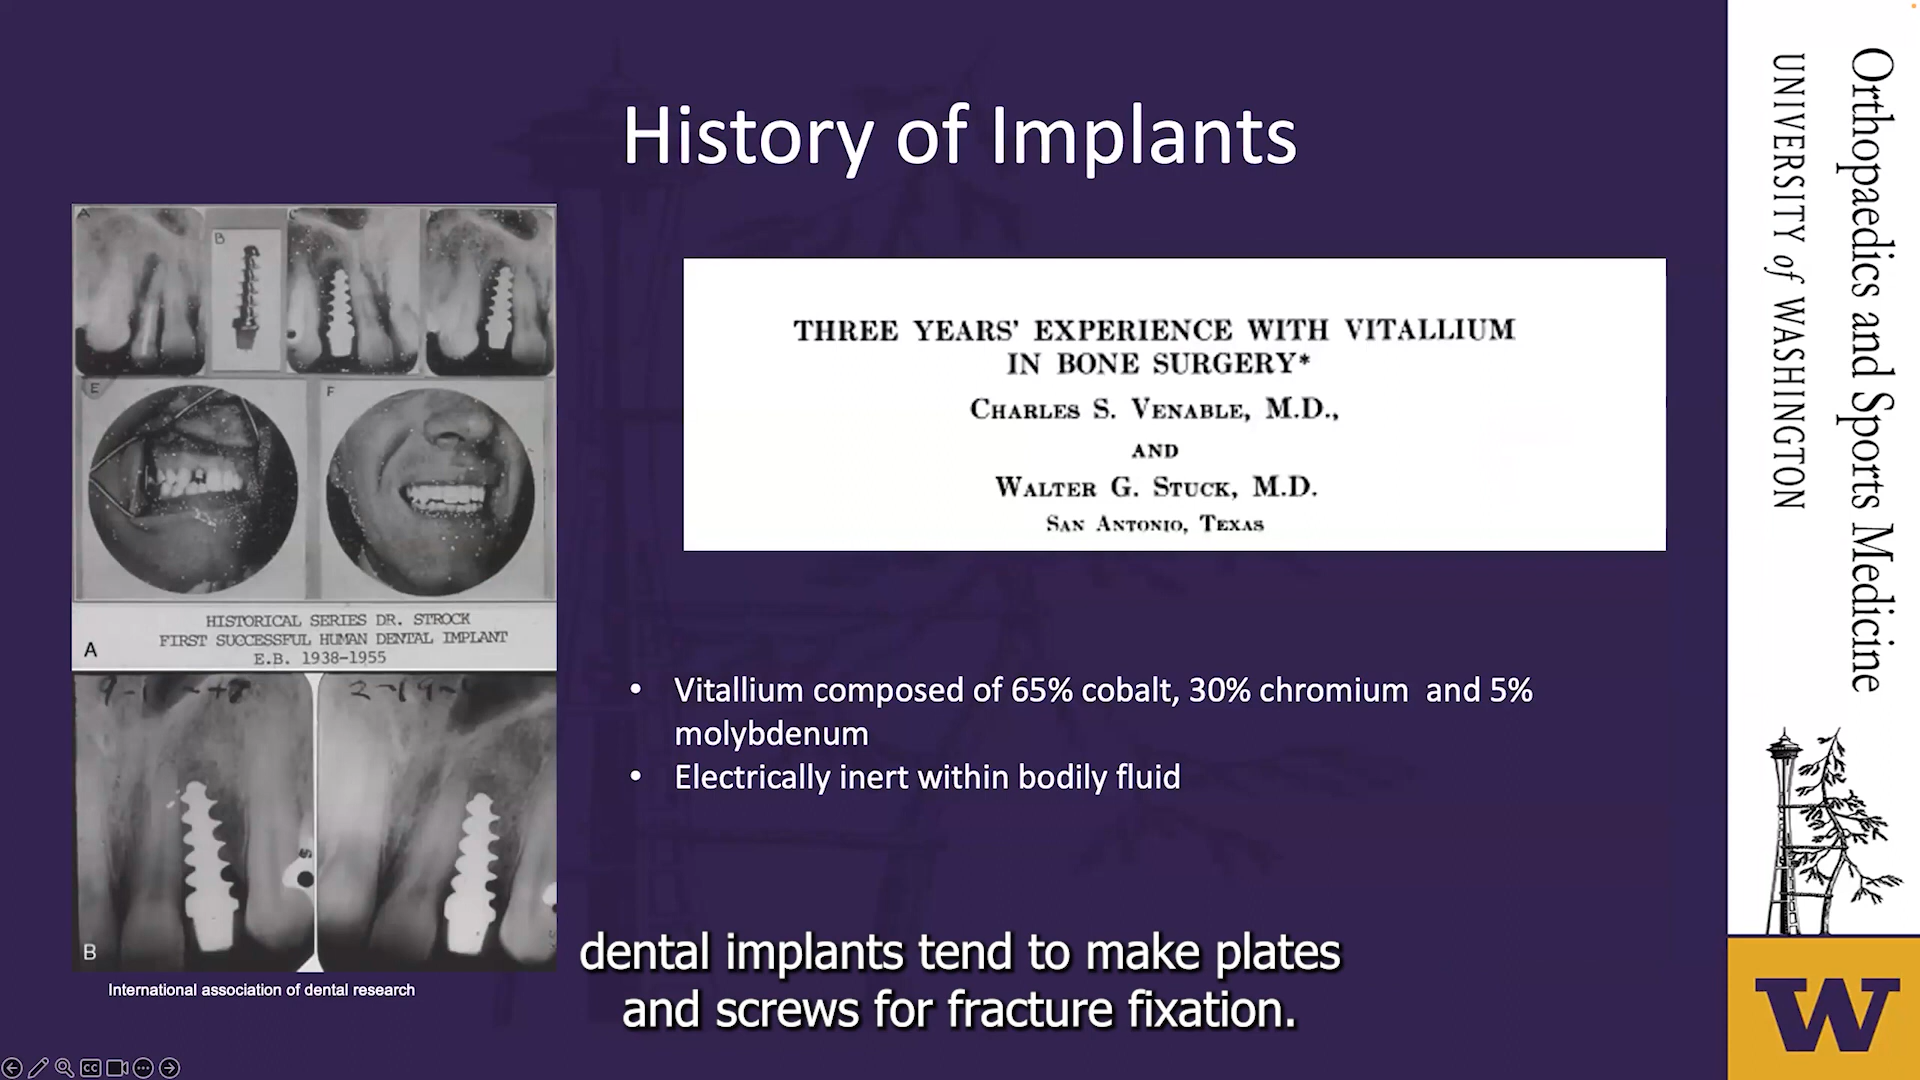 History of Implants
A
B
C
E
F
HISTORICAL SERIES DR. STROCK
FIRST SUCCESSFUL HUMAN DENTAL IMPLANT
E.B. 1938-1955
A
B
International association of dental research
THREE YEARS' EXPERIENCE WITH VITALLIUM
IN BONE SURGERY*
CHARLES S. VENABLE, M.D.,
AND
WALTER G. STUCK, M.D.
SAN ANTONIO, TEXAS
• Vitallium composed of 65% cobalt, 30% chromium and 5%
molybdenum
• Electrically inert within bodily fluid
dental implants tend to make plates
and screws for fracture fixation.
Orthopaedics and Sports Medicine
UNIVERSITY of WASHINGTON
W
CC